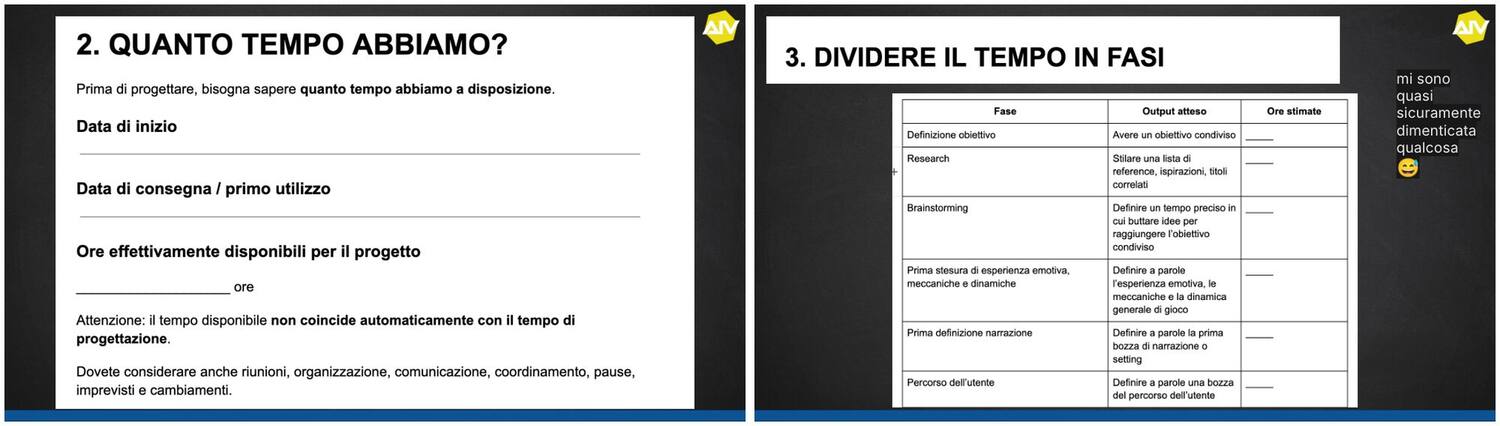 AIV
2. QUANTO TEMPO ABBIAMO?
Prima di progettare, bisogna sapere quanto tempo abbiamo a disposizione.
Data di inizio
Data di consegna / primo utilizzo
Ore effettivamente disponibili per il progetto
______________________ ore
Attenzione: il tempo disponibile non coincide automaticamente con il tempo di
progettazione.
Dovete considerare anche riunioni, organizzazione, comunicazione, coordinamento, pause,
imprevisti e cambiamenti.
AIV
3. DIVIDERE IL TEMPO IN FASI
Fase Output atteso Ore stimate
Definizione obiettivo Avere un obiettivo condiviso _____
Research Stilare una lista di _____
reference, ispirazioni, titoli
correlati
Brainstorming Definire un tempo preciso in _____
cui buttare idee per
raggiungere l'obiettivo
condiviso
Prima stesura di esperienza emotiva, Definire a parole _____
meccaniche e dinamiche l'esperienza emotiva, le
meccaniche e la dinamica
generale di gioco
Prima definizione narrazione Definire a parole la prima _____
bozza di narrazione o
setting
Percorso dell'utente Definire a parole una bozza _____
del percorso dell'utente
mi sono
quasi
sicuramente
dimenticata
qualcosa
😅